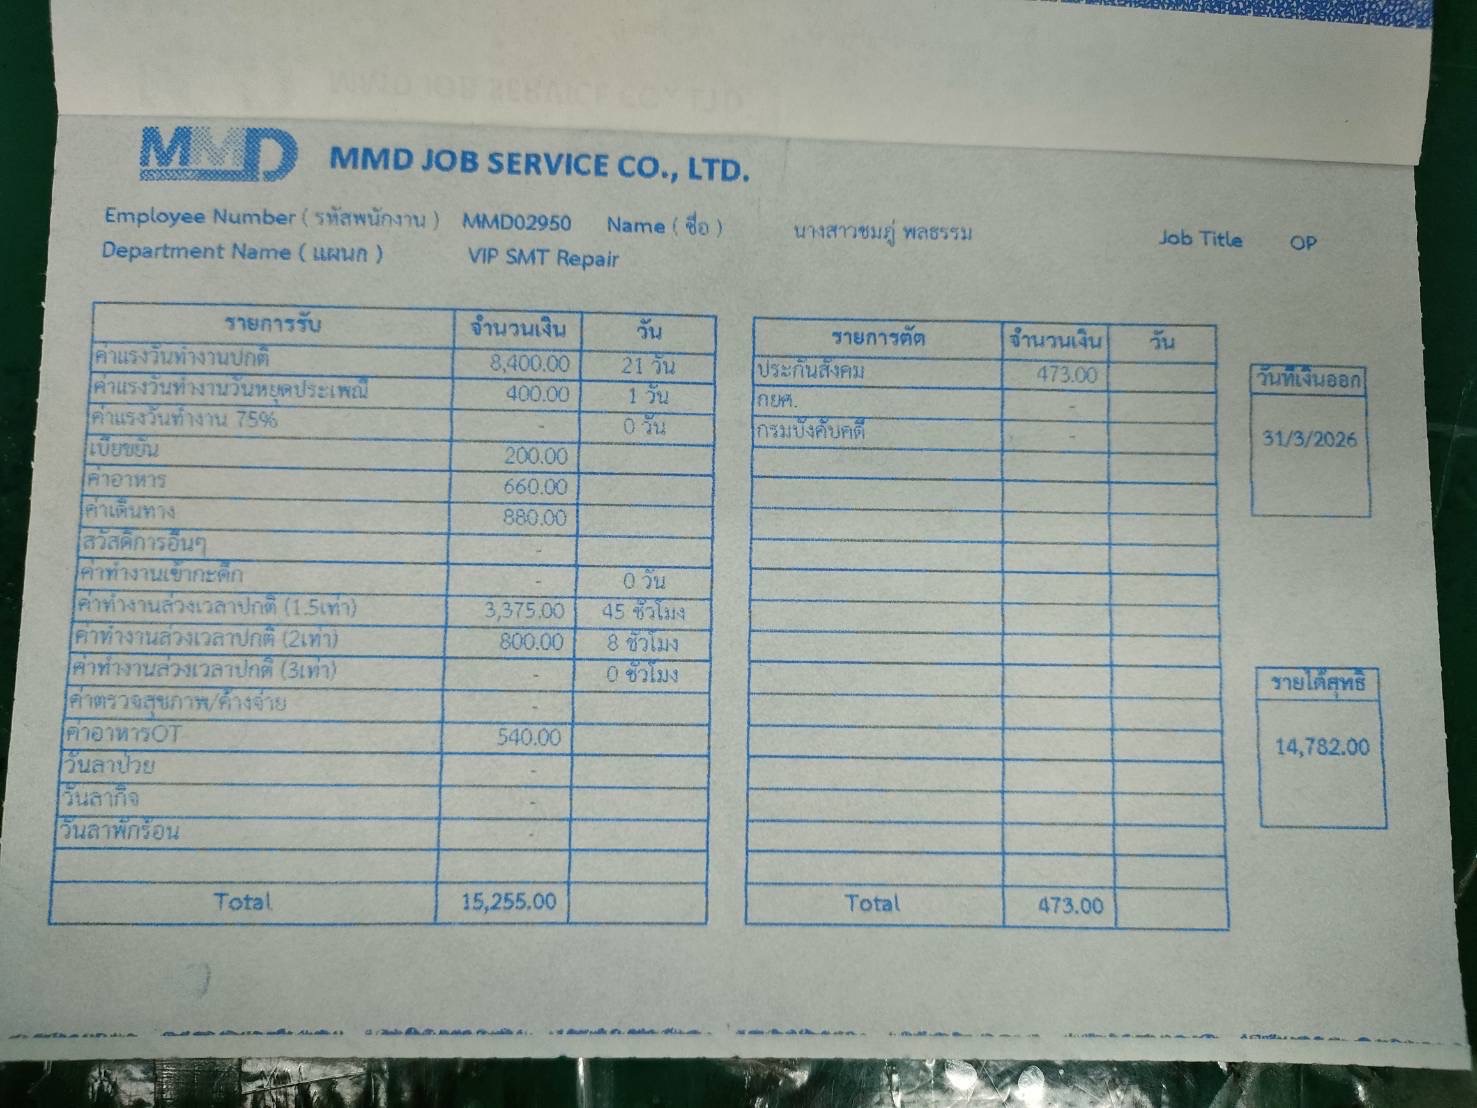 MMD MMD JOB SERVICE CO., LTD.
Employee Number ( รหัสพนักงาน ) MMD02950 Name ( ชื่อ ) นางสาวชมภู่ พลธรรม Job Title OP
Department Name ( แผนก ) VIP SMT Repair
รายการรับ จำนวนเงิน วัน
ค่าแรงวันทำงานปกติ 8,400.00 21 วัน
ค่าแรงวันทำงานวันหยุดประเพณี 400.00 1 วัน
ค่าแรงวันทำงาน 75% - 0 วัน
เบี้ยขยัน 200.00
ค่าอาหาร 660.00
ค่าเดินทาง 880.00
สวัสดิการอื่นๆ -
ค่าทำงานเข้ากะดึก - 0 วัน
ค่าทำงานล่วงเวลาปกติ (1.5เท่า) 3,375.00 45 ชั่วโมง
ค่าทำงานล่วงเวลาปกติ (2เท่า) 800.00 8 ชั่วโมง
ค่าทำงานล่วงเวลาปกติ (3เท่า) - 0 ชั่วโมง
ค่าตรวจสุขภาพ/ค้างจ่าย -
ค่าอาหารOT 540.00
วันลาป่วย -
วันลากิจ -
วันลาพักร้อน -
Total 15,255.00
รายการตัด จำนวนเงิน วัน
ประกันสังคม 473.00
กยศ. -
กรมบังคับคดี -
Total 473.00
วันที่เงินออก
31/3/2026
รายได้สุทธิ
14,782.00